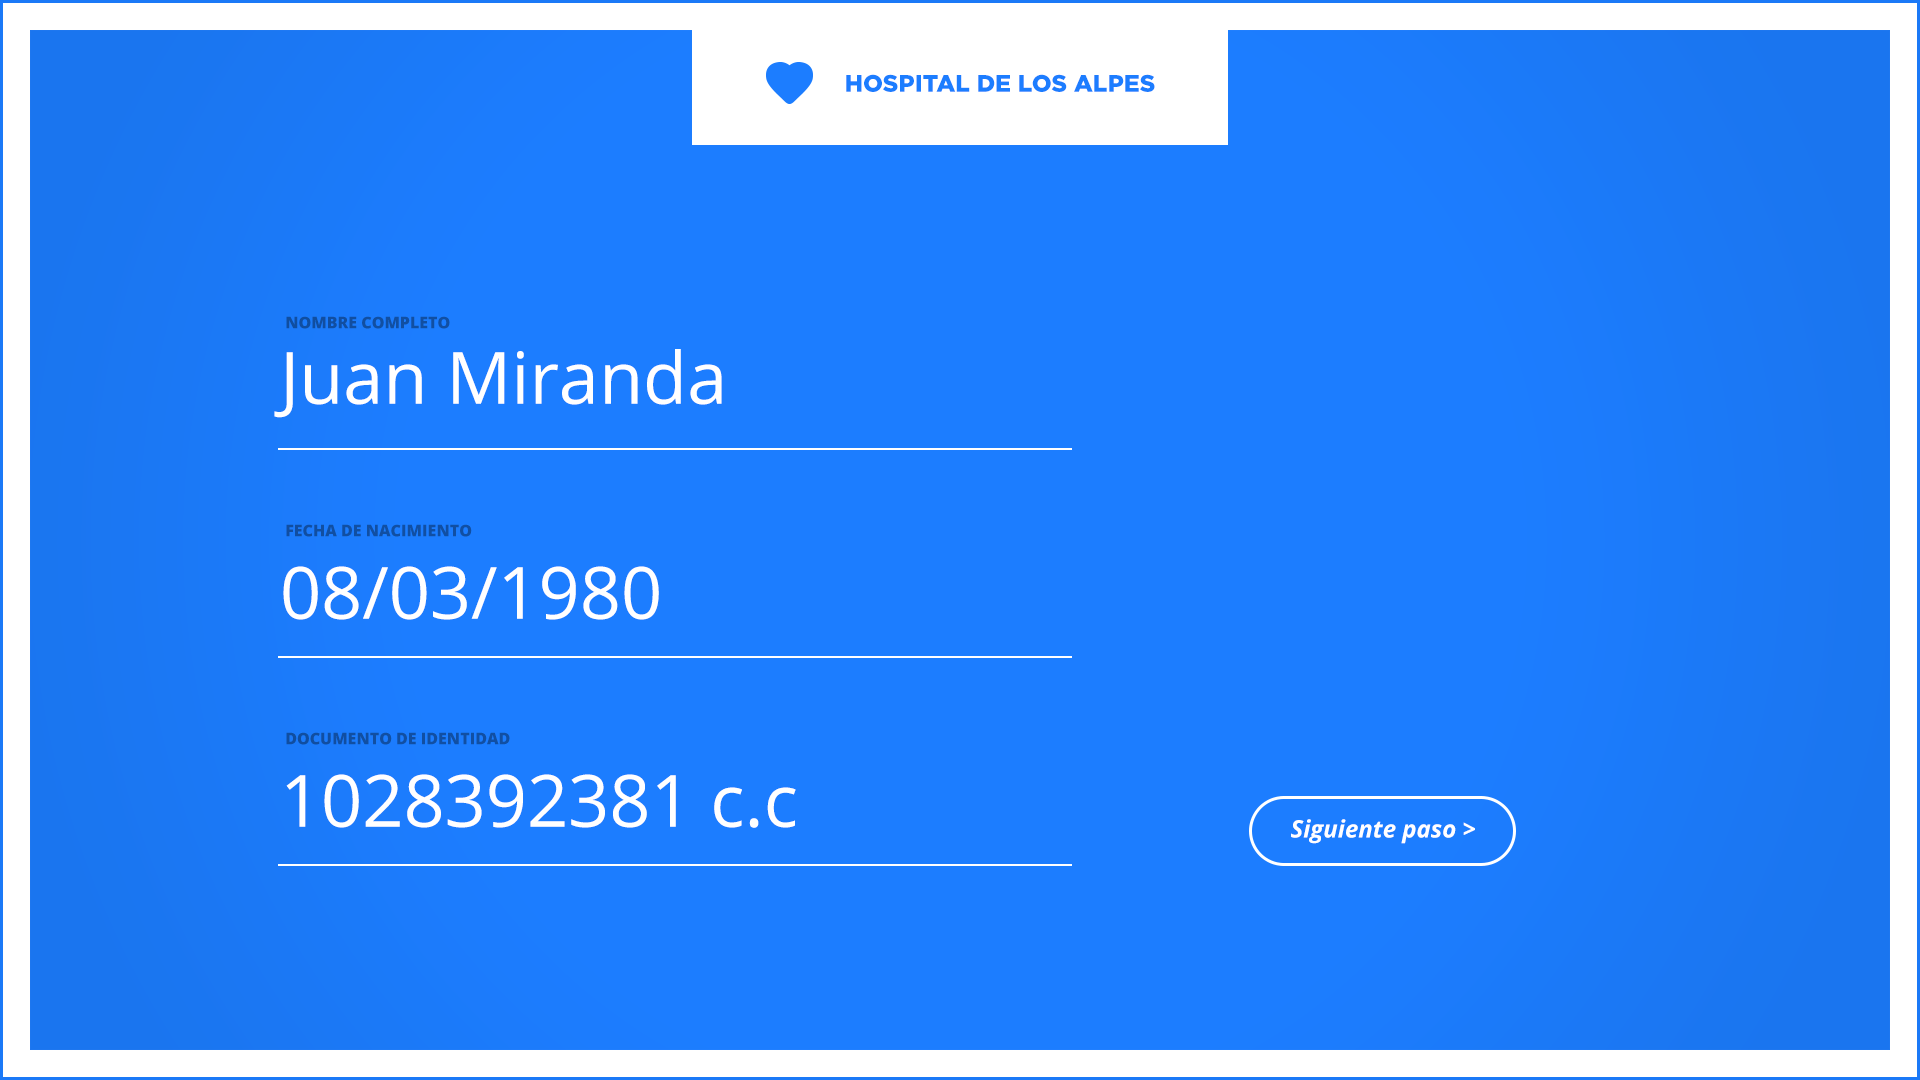 HOSPITAL DE LOS ALPES
NOMBRE COMPLETO
Juan Miranda
FECHA DE NACIMIENTO
08/03/1980
DOCUMENTO DE IDENTIDAD
1028392381 c.c
Siguiente paso >